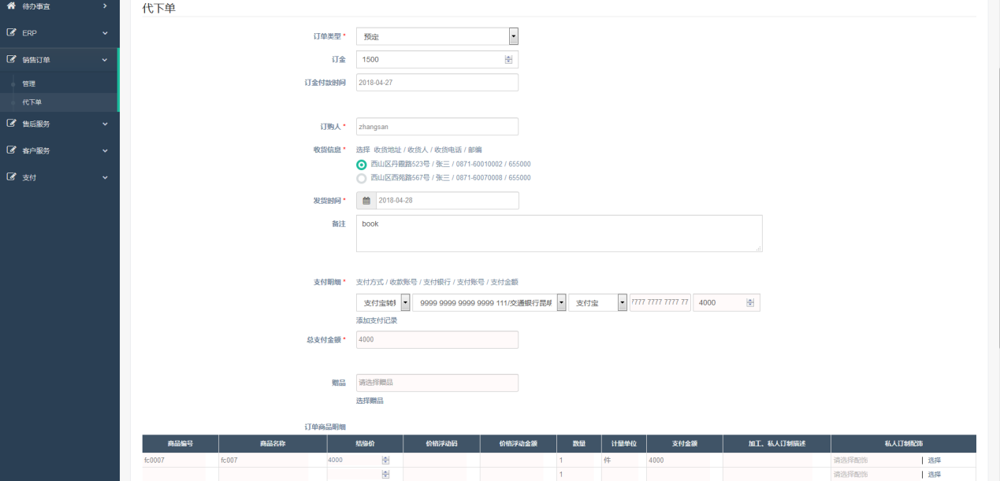 待办事宜
ERP
销售订单
管理
代下单
售后服务
客户服务
支付
代下单
订单类型 * 预定
订金 1500
订金付款时间 2018-04-27
订购人 * zhangsan
收货信息 * 选择 收货地址 / 收货人 / 收货电话 / 邮编
西山区丹霞路523号 / 张三 / 0871-60010002 / 655000
西山区西苑路567号 / 张三 / 0871-60070008 / 655000
发货时间 * 2018-04-28
备注 book
支付明细 * 支付方式 / 收款账号 / 支付银行 / 支付账号 / 支付金额
支付宝转 9999 9999 9999 9999 111/交通银行昆明 支付宝 7777 7777 7777 77 4000
添加支付记录
总支付金额 * 4000
赠品 请选择赠品
选择赠品
订单商品明细
商品编号 商品名称 结缘价 价格浮动码 价格浮动金额 数量 计量单位 支付金额 加工、私人订制描述 私人订制配饰
fc0007 fc007 4000 1 件 4000 请选择配饰 | 选择
1 请选择配饰 | 选择